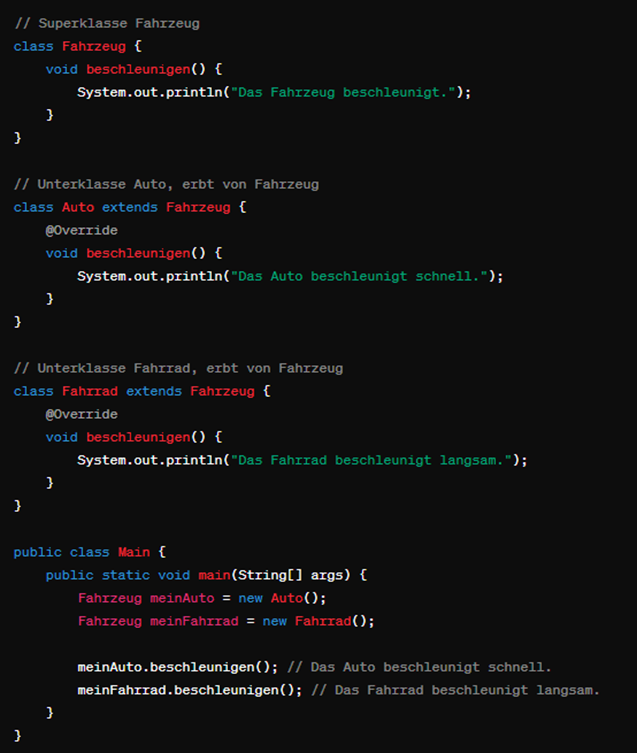 // Superklasse Fahrzeug
class Fahrzeug {
    void beschleunigen() {
        System.out.println("Das Fahrzeug beschleunigt.");
    }
}

// Unterklasse Auto, erbt von Fahrzeug
class Auto extends Fahrzeug {
    @Override
    void beschleunigen() {
        System.out.println("Das Auto beschleunigt schnell.");
    }
}

// Unterklasse Fahrrad, erbt von Fahrzeug
class Fahrrad extends Fahrzeug {
    @Override
    void beschleunigen() {
        System.out.println("Das Fahrrad beschleunigt langsam.");
    }
}

public class Main {
    public static void main(String[] args) {
        Fahrzeug meinAuto = new Auto();
        Fahrzeug meinFahrrad = new Fahrrad();

        meinAuto.beschleunigen(); // Das Auto beschleunigt schnell.
        meinFahrrad.beschleunigen(); // Das Fahrrad beschleunigt langsam.
    }
}